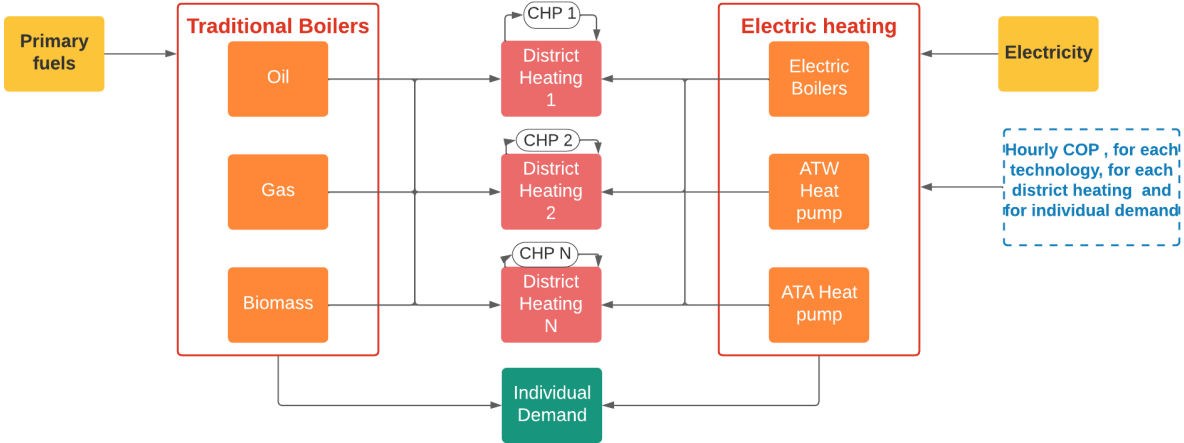 Primary
fuels
Traditional Boilers
Oil
Gas
Biomass
CHP 1
District
Heating
1
CHP 2
District
Heating
2
CHP N
District
Heating
N
Individual
Demand
Electric heating
Electric
Boilers
ATW
Heat
pump
ATA Heat
pump
Electricity
Hourly COP , for each
technology, for each
district heating and
for individual demand